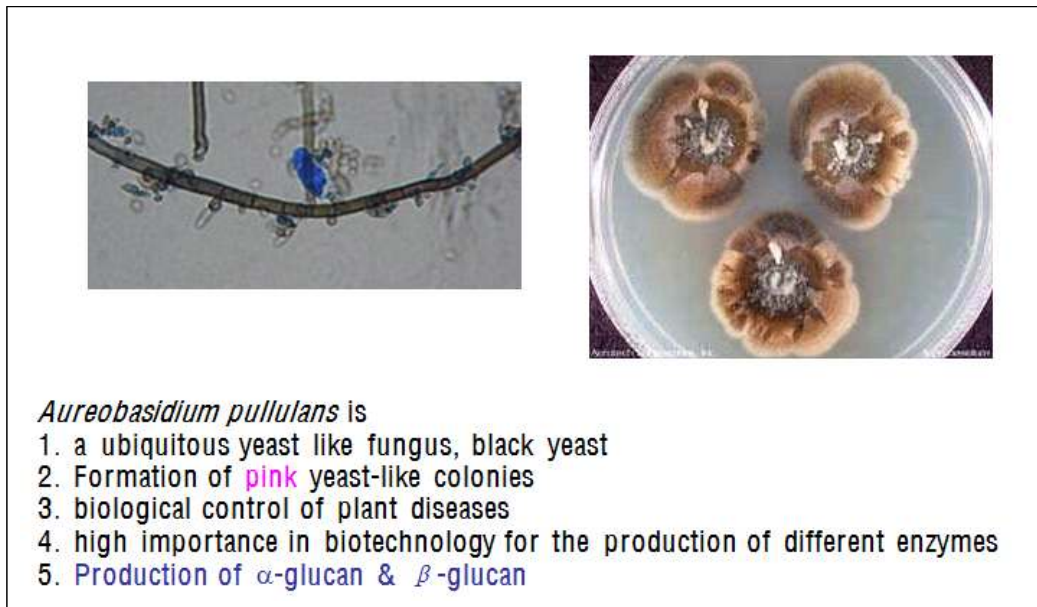 Aureobasidium pullulans is
1. a ubiquitous yeast like fungus, black yeast
2. Formation of pink yeast-like colonies
3. biological control of plant diseases
4. high importance in biotechnology for the production of different enzymes
5. Production of α-glucan & β-glucan